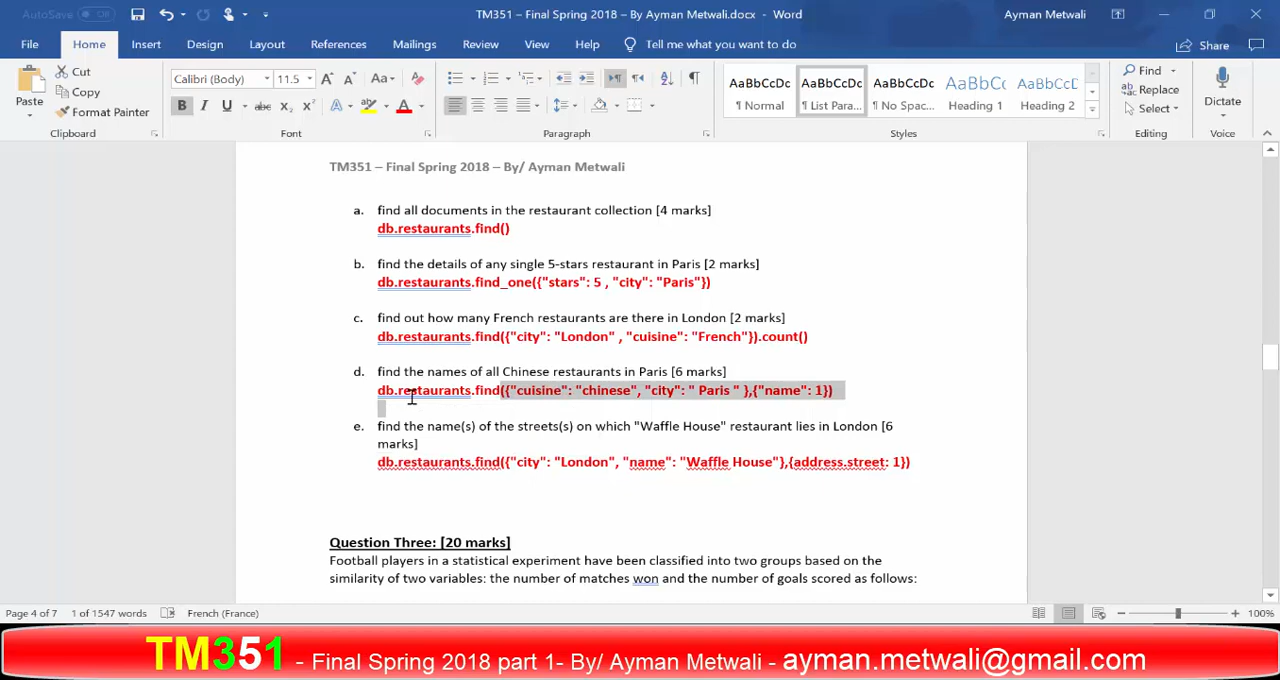 AutoSave Off TM351 – Final Spring 2018 – By Ayman Metwali.docx - Word Ayman Metwali
File Home Insert Design Layout References Mailings Review View Help Tell me what you want to do Share
Paste Cut Copy Format Painter
Calibri (Body) 11.5
AaBbCcDc AaBbCcDc AaBbCcDc AaBbCc AaBbCcDc
¶ Normal ¶ List Para... ¶ No Spac... Heading 1 Heading 2
Find Replace Select Dictate
Clipboard Font Paragraph Styles Editing Voice
TM351 – Final Spring 2018 – By/ Ayman Metwali
a. find all documents in the restaurant collection [4 marks]
db.restaurants.find()
b. find the details of any single 5-stars restaurant in Paris [2 marks]
db.restaurants.find_one({"stars": 5 , "city": "Paris"})
c. find out how many French restaurants are there in London [2 marks]
db.restaurants.find({"city": "London" , "cuisine": "French"}).count()
d. find the names of all Chinese restaurants in Paris [6 marks]
db.restaurants.find({"cuisine": "chinese", "city": " Paris " },{"name": 1})
e. find the name(s) of the streets(s) on which "Waffle House" restaurant lies in London [6
marks]
db.restaurants.find({"city": "London", "name": "Waffle House"},{address.street: 1})
Question Three: [20 marks]
Football players in a statistical experiment have been classified into two groups based on the
similarity of two variables: the number of matches won and the number of goals scored as follows:
Page 4 of 7 1 of 1547 words French (France) 100%
TM351 - Final Spring 2018 part 1- By/ Ayman Metwali - ayman.metwali@gmail.com